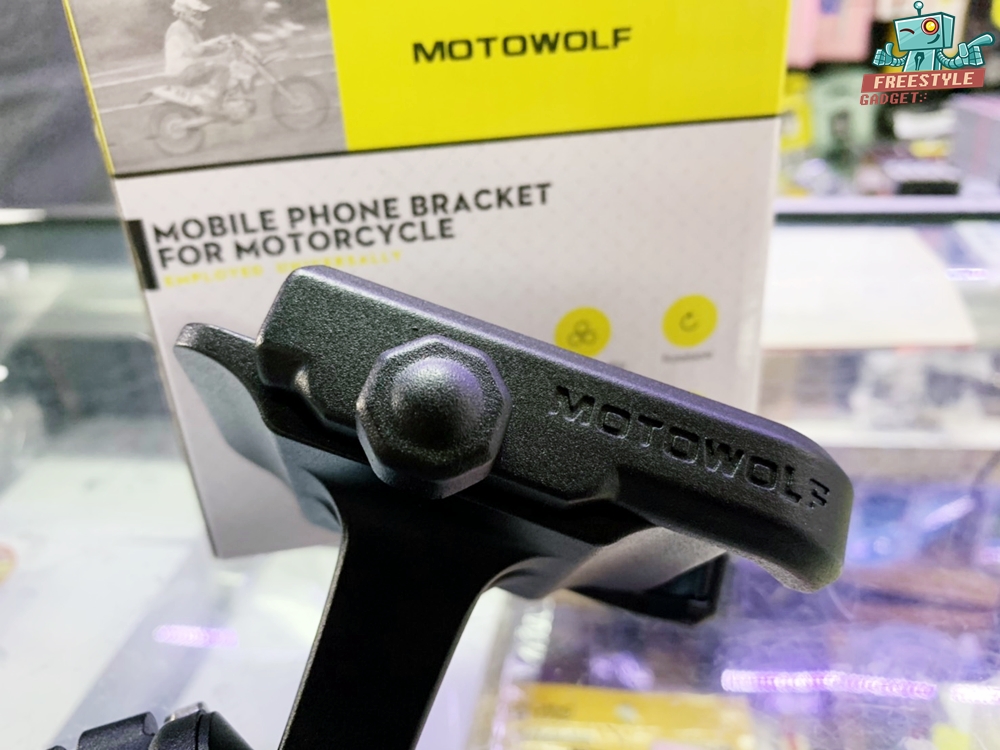 MOTOWOLF
FREESTYLE
GADGET
MOBILE PHONE BRACKET
FOR MOTORCYCLE
EMPLOYED UNIVERSALLY
MOTOWOLF